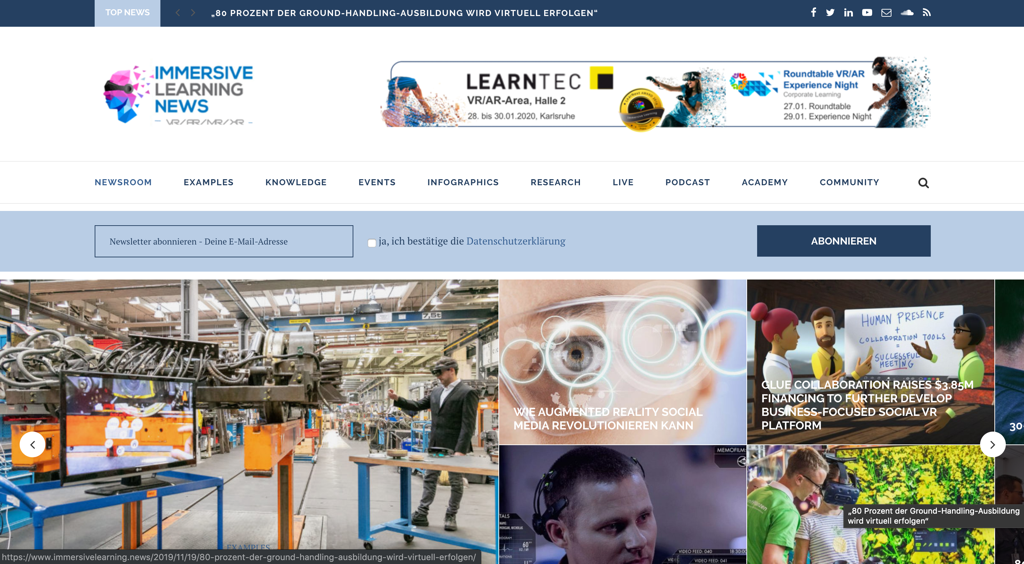 TOP NEWS
„80 PROZENT DER GROUND-HANDLING-AUSBILDUNG WIRD VIRTUELL ERFOLGEN“
IMMERSIVE
LEARNING
NEWS
VR/AR/MR/XR
LEARNTEC
VR/AR-Area, Halle 2
28. bis 30.01.2020, Karlsruhe
Roundtable VR/AR
Experience Night
Corporate Learning
27.01. Roundtable
29.01. Experience Night
NEWSROOM
EXAMPLES
KNOWLEDGE
EVENTS
INFOGRAPHICS
RESEARCH
LIVE
PODCAST
ACADEMY
COMMUNITY
Newsletter abonnieren - Deine E-Mail-Adresse
ja, ich bestätige die Datenschutzerklärung
ABONNIEREN
WIE AUGMENTED REALITY SOCIAL
MEDIA REVOLUTIONIEREN KANN
HUMAN PRESENCE
+
COLLABORATION TOOLS
=
SUCCESSFUL
MEETING
GLUE COLLABORATION RAISES $3.85M
FINANCING TO FURTHER DEVELOP
BUSINESS-FOCUSED SOCIAL VR
PLATFORM
30
MEMOFILM
VIDEO FEED: 040
„80 Prozent der Ground-Handling-Ausbildung
wird virtuell erfolgen“
EXAMPLES
https://www.immersivelearning.news/2019/11/19/80-prozent-der-ground-handling-ausbildung-wird-virtuell-erfolgen/